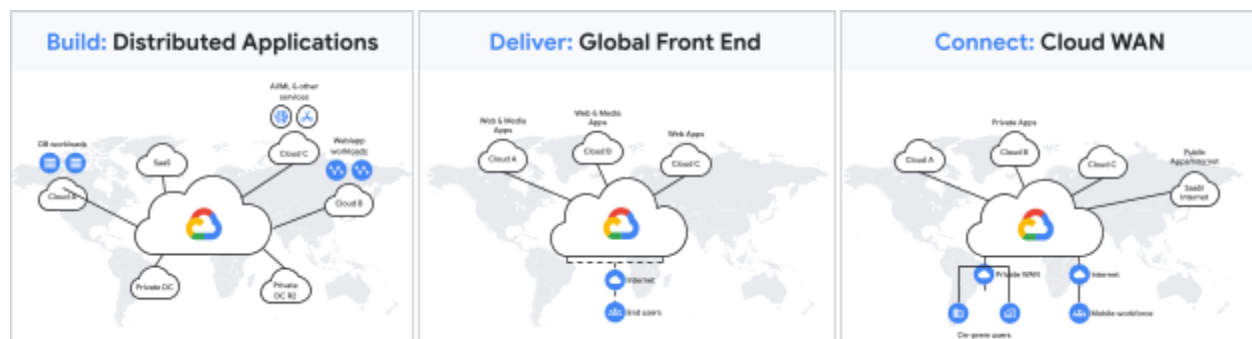 Build: Distributed Applications
AI/ML & other
services
DB workloads
SaaS
Cloud C
Web/app
workloads
Cloud A
Cloud B
Private DC
Private
DC R2
Deliver: Global Front End
Web & Media
Apps
Web & Media
Apps
Web Apps
Cloud A
Cloud B
Cloud C
Internet
End users
Connect: Cloud WAN
Private Apps
Cloud A
Cloud B
Cloud C
Public
Apps/Internet
SaaS/
Internet
Private WAN
Internet
Mobile workforce
On-prem users